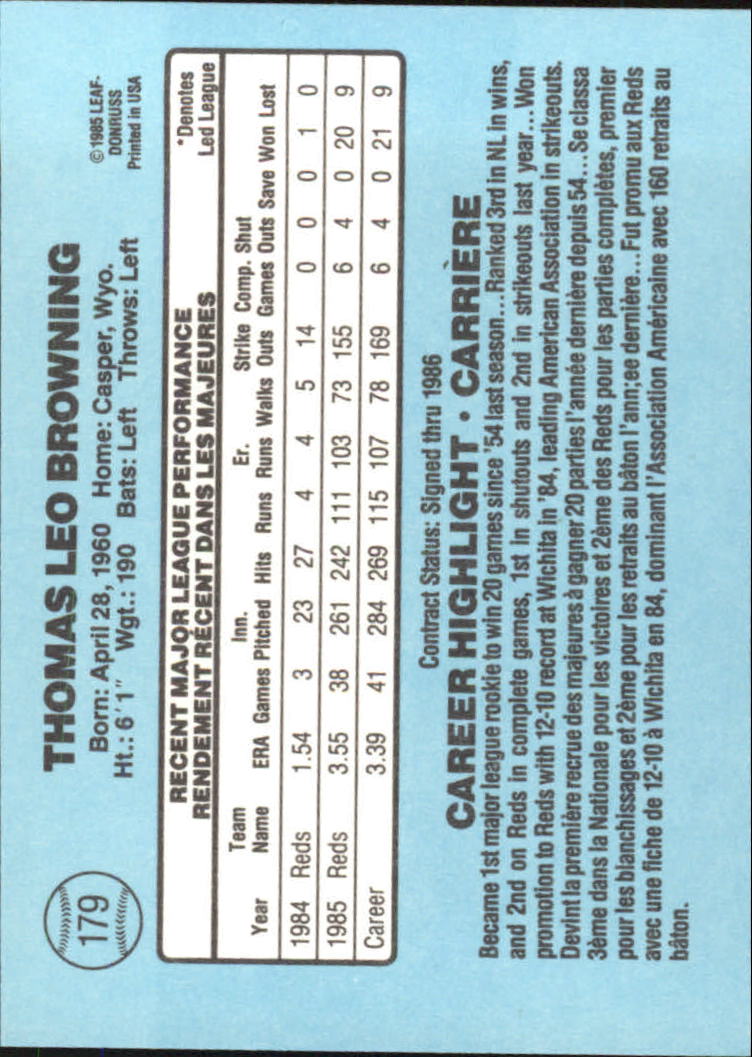 179
THOMAS LEO BROWNING
Born: April 28, 1960 Home: Casper, Wyo.
Ht.: 6'1" Wgt.: 190 Bats: Left Throws: Left
©1985 LEAF-
DONRUSS
Printed in USA
RECENT MAJOR LEAGUE PERFORMANCE
RENDEMENT RÉCENT DANS LES MAJEURES
*Denotes
Led League
Team Inn. Er. Strike Comp. Shut
Year Name ERA Games Pitched Hits Runs Runs Walks Outs Games Outs Save Won Lost
1984 Reds 1.54 3 23 27 4 4 5 14 0 0 0 1 0
1985 Reds 3.55 38 261 242 111 103 73 155 6 4 0 20 9
Career 3.39 41 284 269 115 107 78 169 6 4 0 21 9
Contract Status: Signed thru 1986
CAREER HIGHLIGHT • CARRIÈRE
Became 1st major league rookie to win 20 games since '54 last season...Ranked 3rd in NL in wins,
and 2nd on Reds in complete games, 1st in shutouts and 2nd in strikeouts last year...Won
promotion to Reds with 12-10 record at Wichita in '84, leading American Association in strikeouts.
Devint la première recrue des majeures à gagner 20 parties l'année dernière depuis 54...Se classa
3ème dans la Nationale pour les victoires et 2ème des Reds pour les parties complètes, premier
pour les blanchissages et 2ème pour les retraits au bâton l'ann;ee dernière...Fut promu aux Reds
avec une fiche de 12-10 à Wichita en 84, dominant l'Association Américaine avec 160 retraits au
bâton.